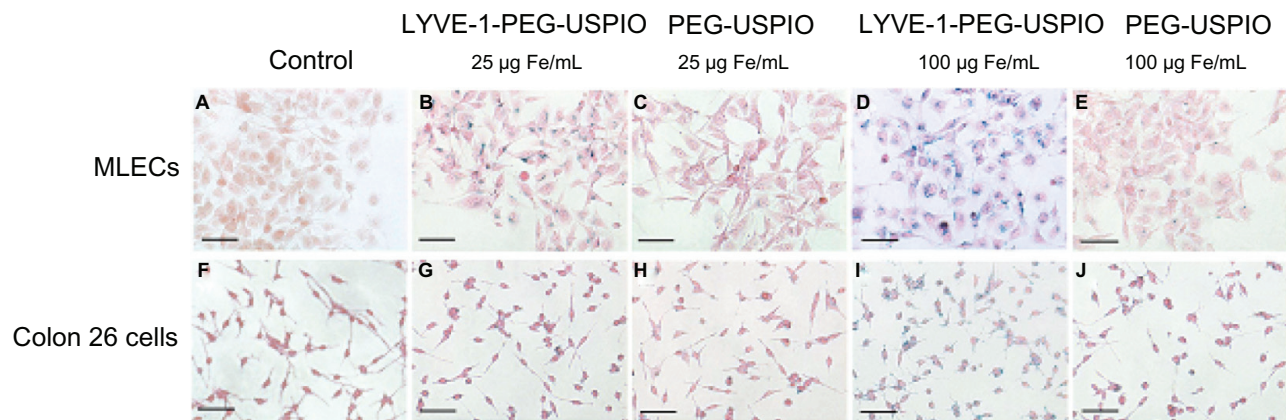 LYVE-1-PEG-USPIO PEG-USPIO LYVE-1-PEG-USPIO PEG-USPIO
Control 25 µg Fe/mL 25 µg Fe/mL 100 µg Fe/mL 100 µg Fe/mL
A B C D E
MLECs
F G H I J
Colon 26 cells